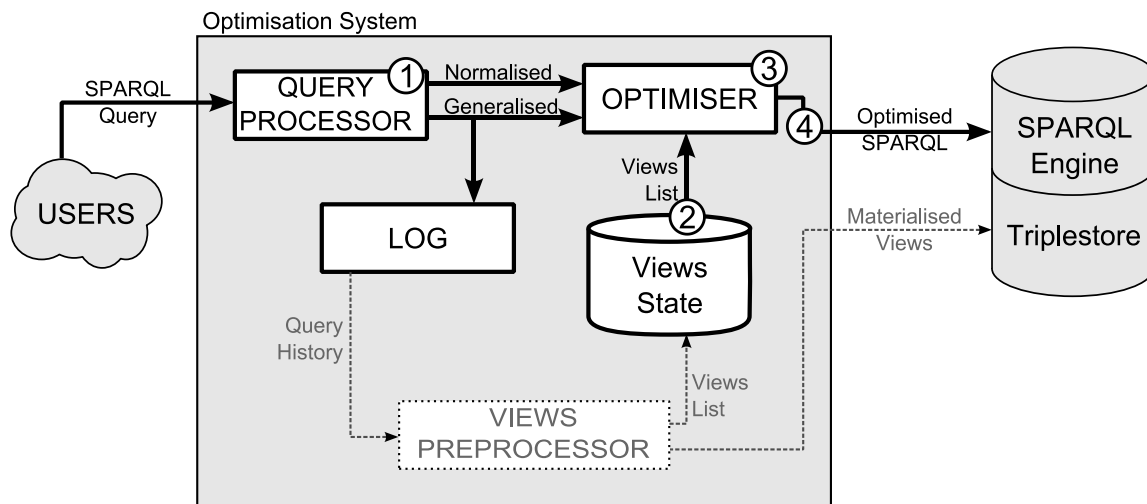 Optimisation System
SPARQL
Query
USERS
QUERY
PROCESSOR
1
Normalised
Generalised
OPTIMISER
3
4
Optimised
SPARQL
SPARQL
Engine
Triplestore
LOG
Views
List
2
Views
State
Materialised
Views
Query
History
Views
List
VIEWS
PREPROCESSOR